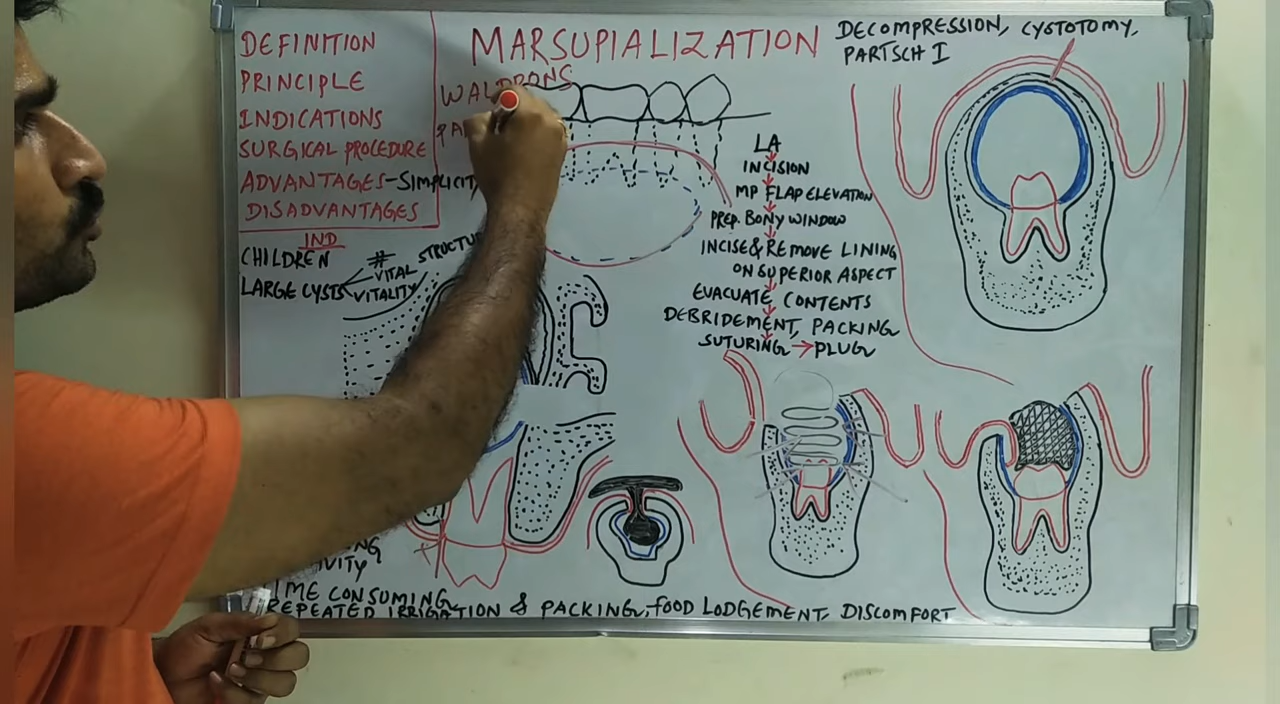 DEFINITION
PRINCIPLE
INDICATIONS
SURGICAL PROCEDURE
ADVANTAGES-SIMPLICITY
DISADVANTAGES
MARSUPIALIZATION
DECOMPRESSION, CYSTOTOMY,
PARTSCH I
WALDRONS
IND
CHILDREN
LARGE CYSTS
#
VITAL
VITALITY
LA
INCISION
MP FLAP ELEVATION
PREP. BONY WINDOW
INCISE & REMOVE LINING
ON SUPERIOR ASPECT
EVACUATE CONTENTS
DEBRIDEMENT, PACKING
SUTURING → PLUG
TIME CONSUMING
REPEATED IRRIGATION & PACKING, FOOD LODGEMENT, DISCOMFORT